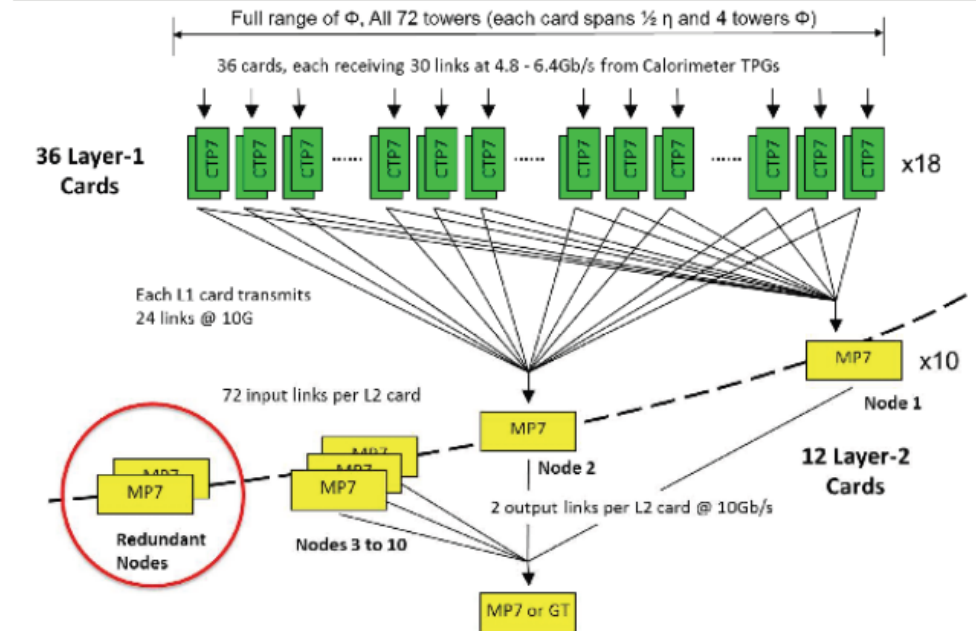 Full range of Φ, All 72 towers (each card spans ½ η and 4 towers Φ)
36 cards, each receiving 30 links at 4.8 - 6.4Gb/s from Calorimeter TPGs
36 Layer-1
Cards
CTP7
CTP7
CTP7
......
CTP7
CTP7
CTP7
......
CTP7
CTP7
CTP7
......
CTP7
CTP7
CTP7
x18
Each L1 card transmits
24 links @ 10G
MP7
x10
Node 1
72 input links per L2 card
MP7
Node 2
12 Layer-2
Cards
MP7
MP7
Redundant
Nodes
MP7
MP7
MP7
Nodes 3 to 10
2 output links per L2 card @ 10Gb/s
MP7 or GT